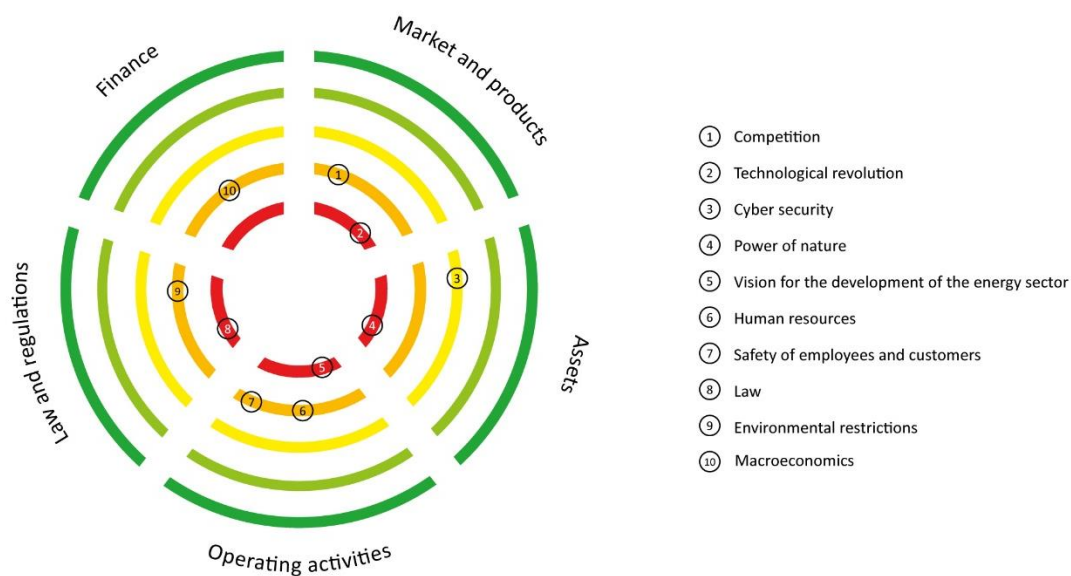 Finance
Market and products
10
1
2
3
9
8
4
5
7
6
Law and regulations
Assets
Operating activities
1 Competition
2 Technological revolution
3 Cyber security
4 Power of nature
5 Vision for the development of the energy sector
6 Human resources
7 Safety of employees and customers
8 Law
9 Environmental restrictions
10 Macroeconomics